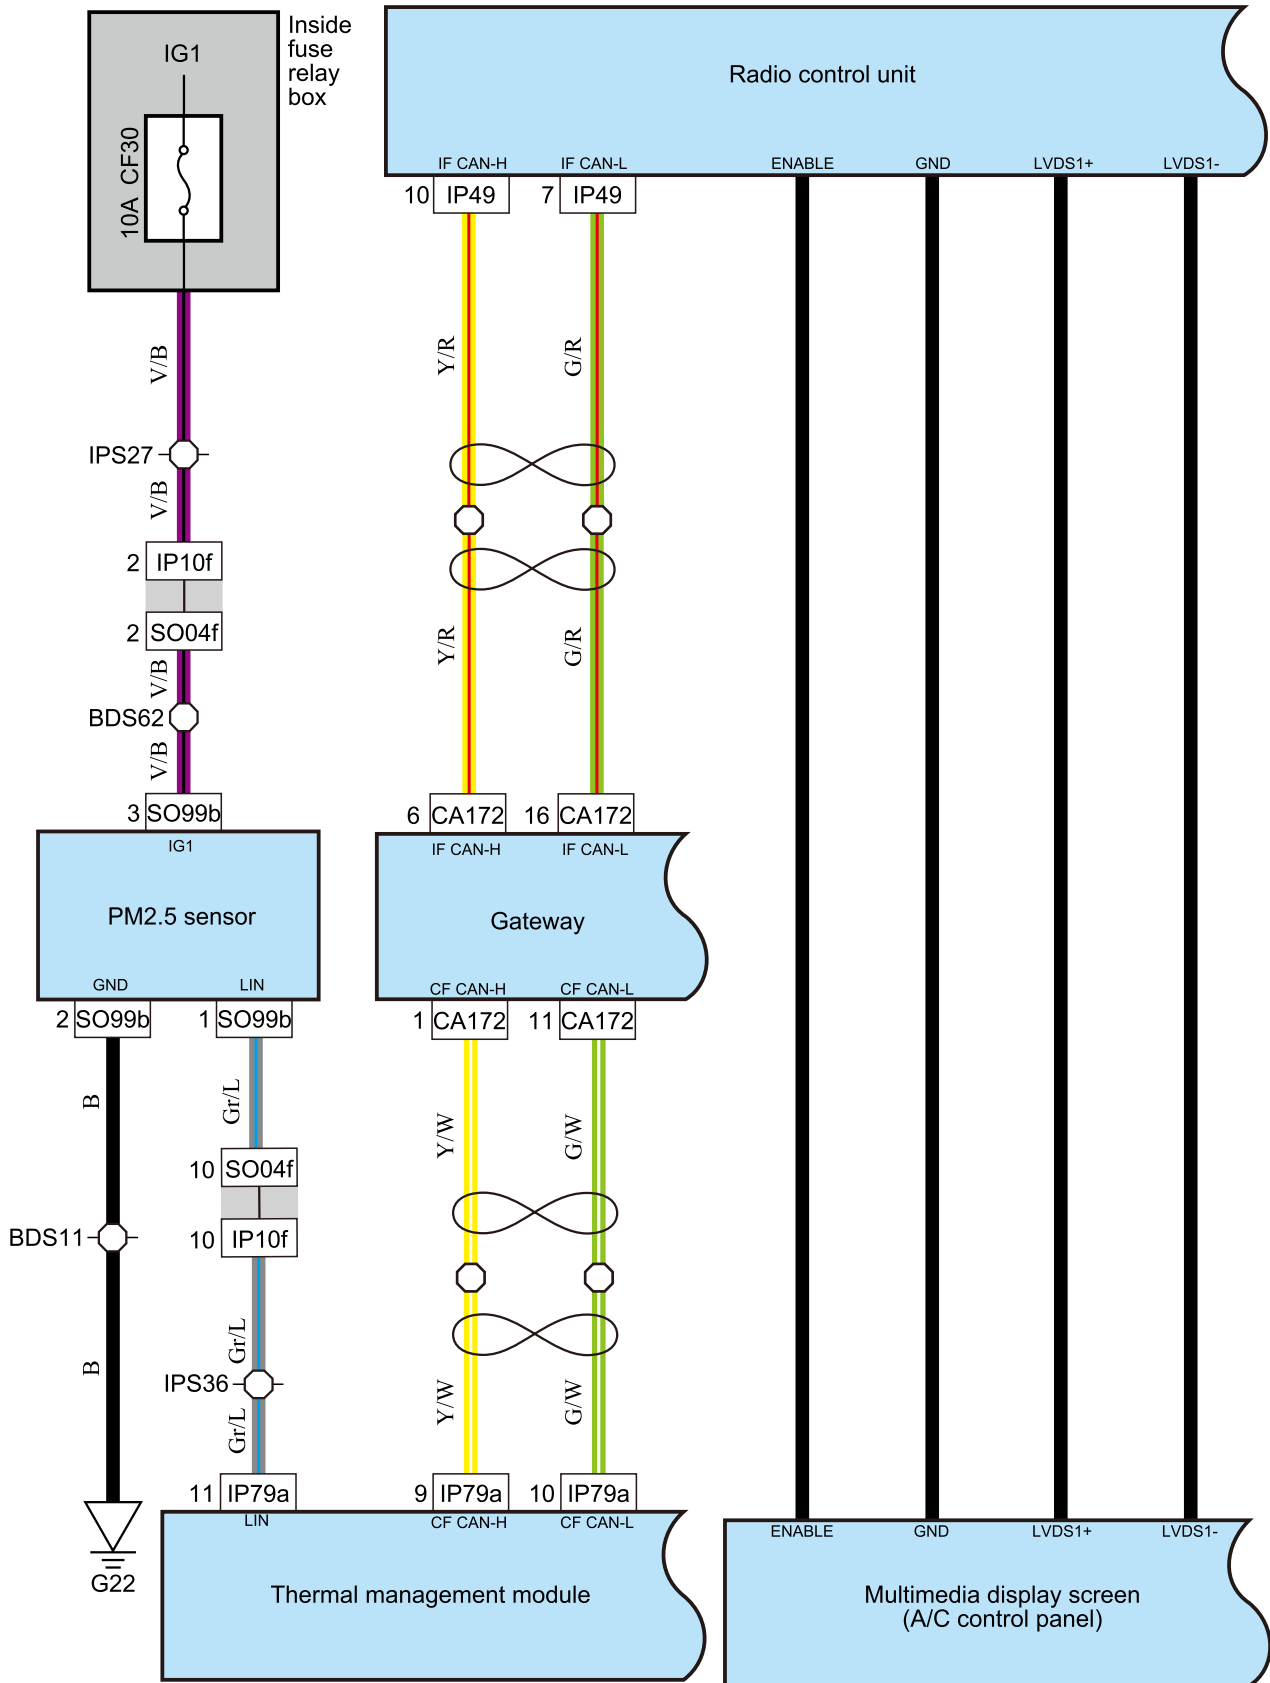 Inside
fuse
relay
box
IG1
10A CF30
Radio control unit
IF CAN-H
IF CAN-L
ENABLE
GND
LVDS1+
LVDS1-
10 IP49
7 IP49
V/B
Y/R
G/R
IPS27
V/B
2 IP10f
2 SO04f
V/B
Y/R
G/R
BDS62
V/B
3 SO99b
6 CA172
16 CA172
IG1
IF CAN-H
IF CAN-L
PM2.5 sensor
Gateway
GND
LIN
CF CAN-H
CF CAN-L
2 SO99b
1 SO99b
1 CA172
11 CA172
B
Gr/L
Y/W
G/W
10 SO04f
BDS11
10 IP10f
B
Gr/L
IPS36
Gr/L
Y/W
G/W
11 IP79a
9 IP79a
10 IP79a
LIN
CF CAN-H
CF CAN-L
ENABLE
GND
LVDS1+
LVDS1-
G22
Thermal management module
Multimedia display screen
(A/C control panel)